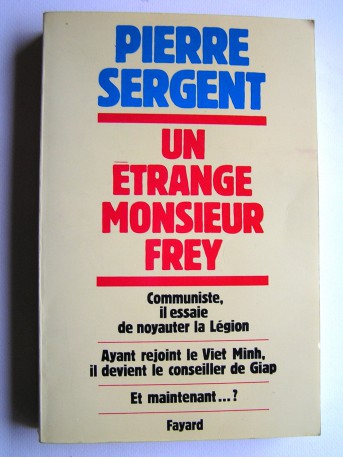 PIERRE
SERGENT
UN
ÉTRANGE
MONSIEUR
FREY
Communiste,
il essaie
de noyauter la Légion
Ayant rejoint le Viet Minh,
il devient le conseiller de Giap
Et maintenant...?
Fayard